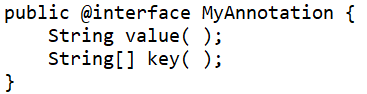 public @interface MyAnnotation {
    String value( );
    String[] key( );
}